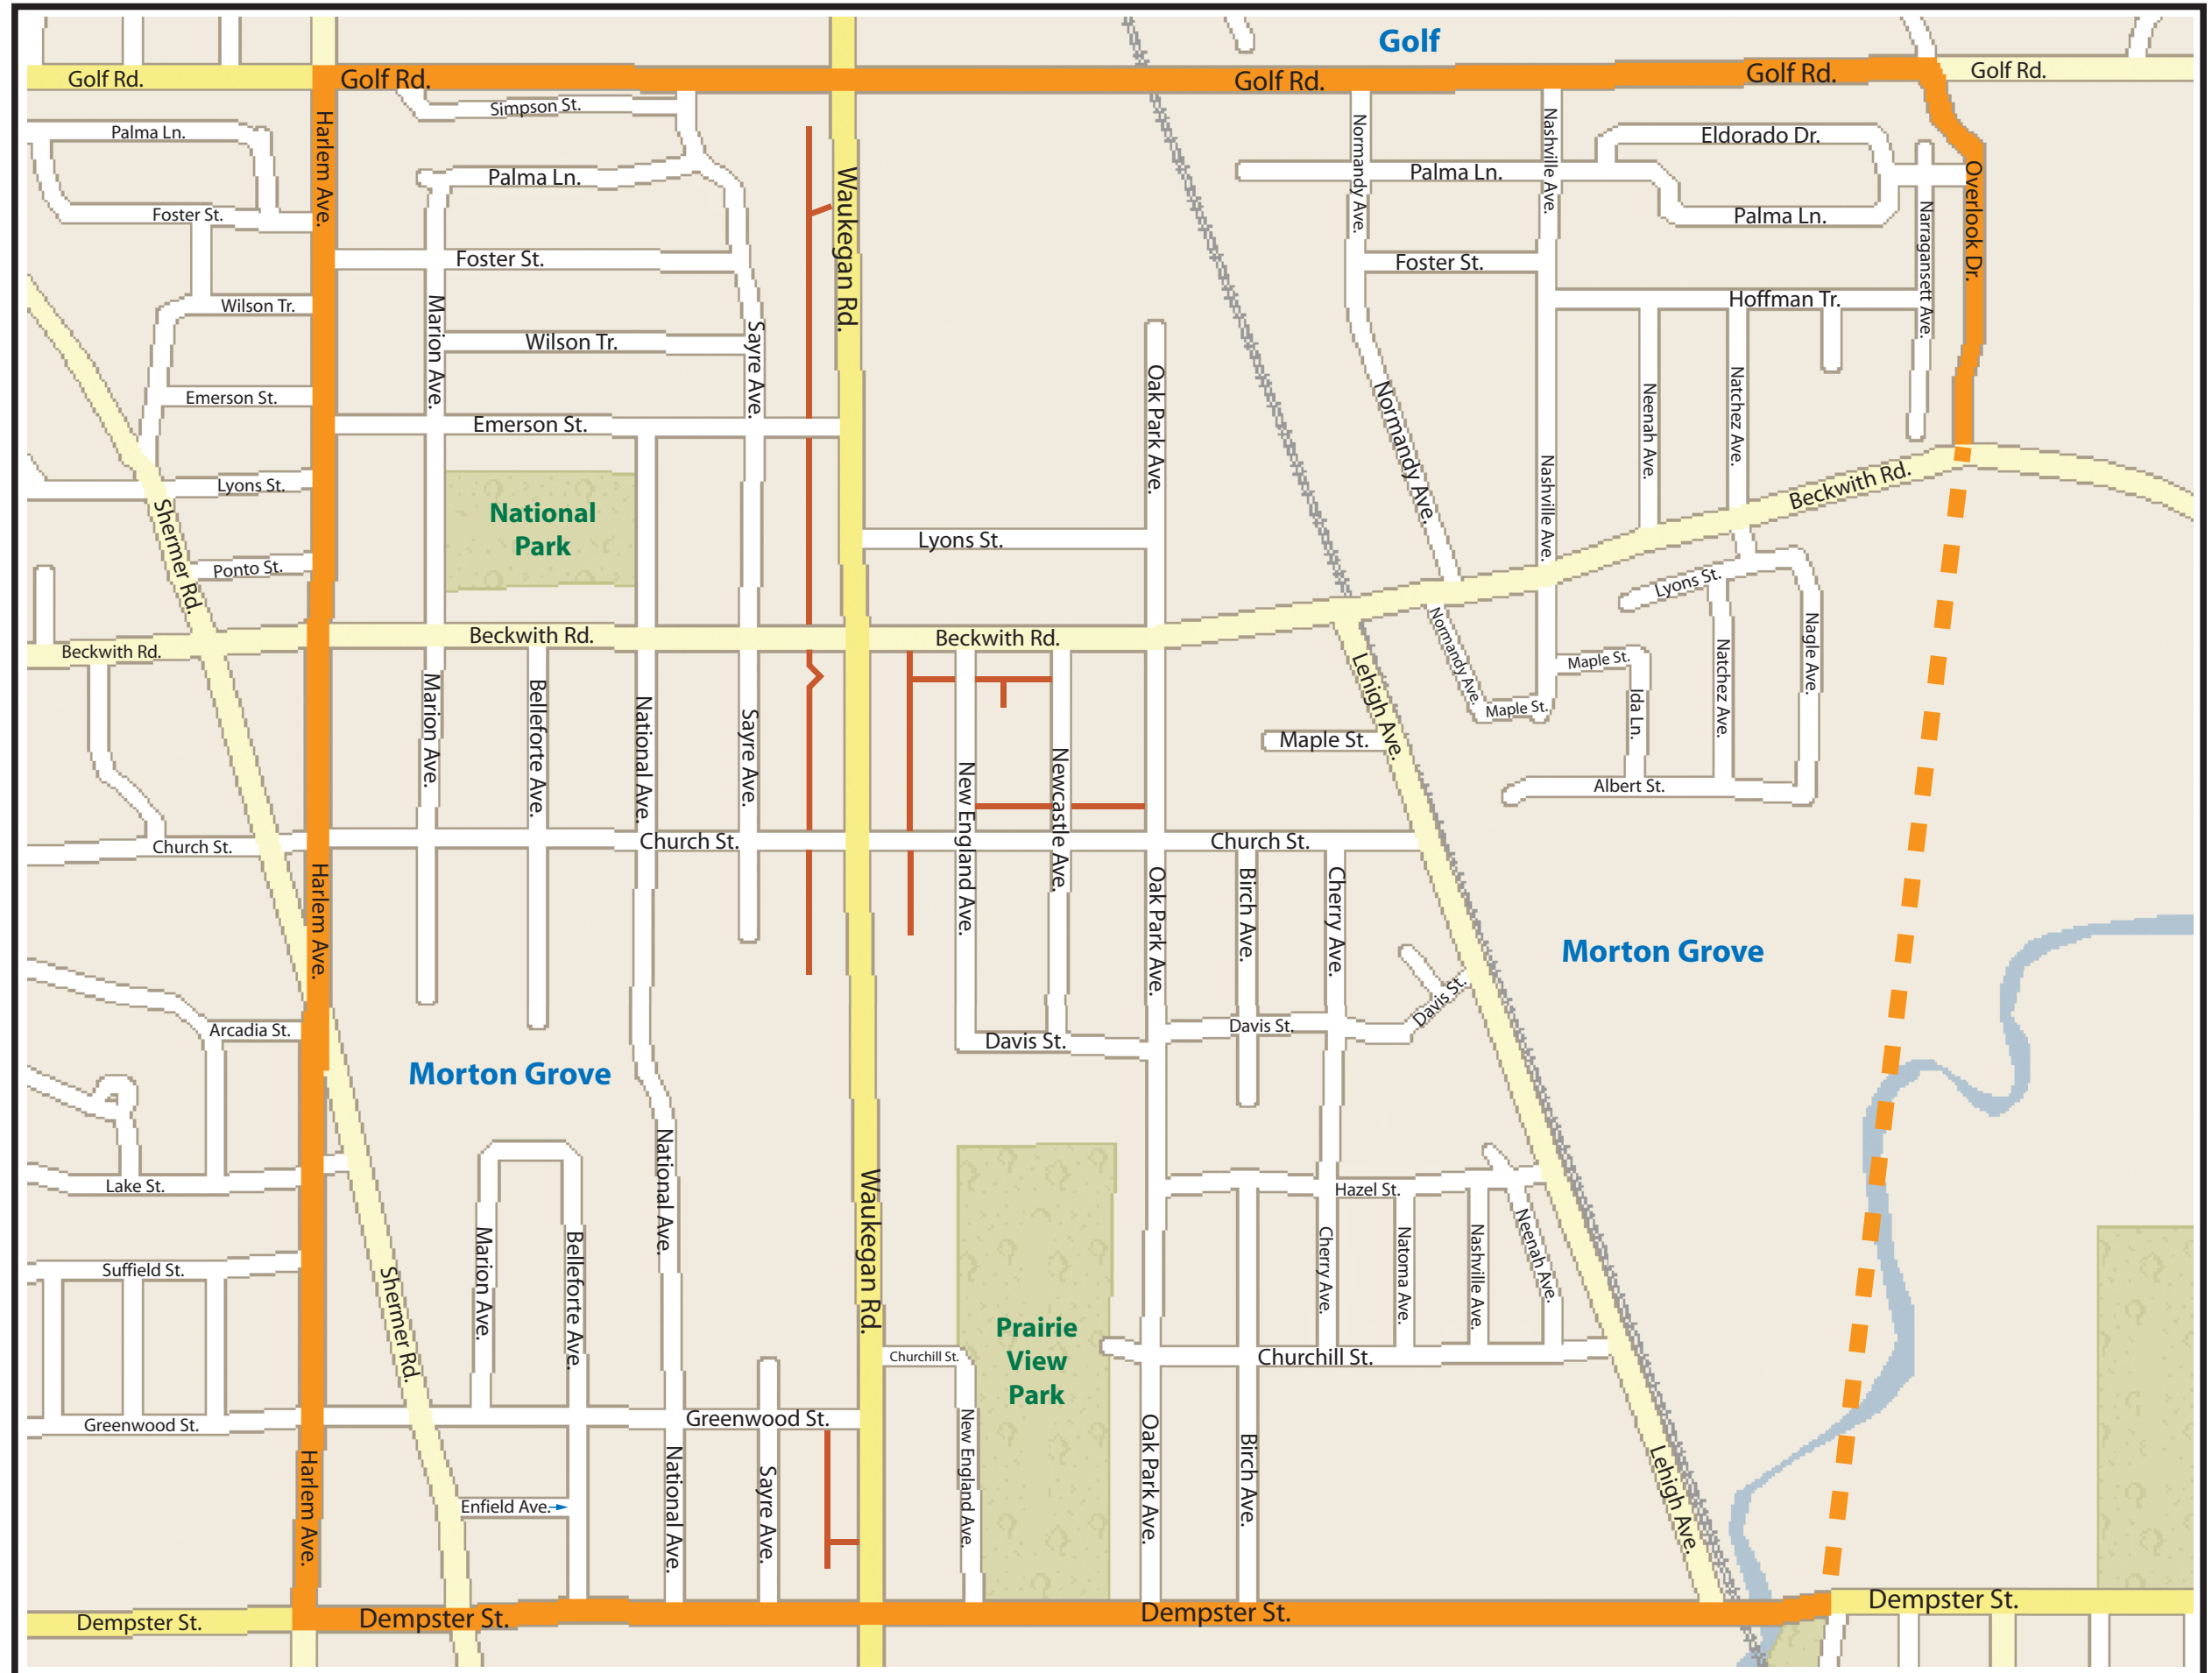 Golf
Golf Rd.
Golf Rd.
Golf Rd.
Golf Rd.
Golf Rd.
Simpson St.
Palma Ln.
Harlem Ave.
Palma Ln.
Foster St.
Foster St.
Wilson Tr.
Marion Ave.
Wilson Tr.
Sayre Ave.
Waukegan Rd.
Emerson St.
Emerson St.
Normandy Ave.
Nashville Ave.
Eldorado Dr.
Palma Ln.
Palma Ln.
Overlook Dr.
Narragansett Ave.
Foster St.
Hoffman Tr.
Oak Park Ave.
Normandy Ave.
Neenah Ave.
Natchez Ave.
Nashville Ave.
Beckwith Rd.
Lyons St.
Shermer Rd.
Ponto St.
National
Park
Lyons St.
Lyons St.
Beckwith Rd.
Beckwith Rd.
Beckwith Rd.
Normandy Ave.
Maple St.
Maple St.
Ida Ln.
Natchez Ave.
Nagle Ave.
Lehigh Ave.
Maple St.
Albert St.
Marion Ave.
Belleforte Ave.
National Ave.
Sayre Ave.
New England Ave.
Newcastle Ave.
Church St.
Church St.
Church St.
Harlem Ave.
Oak Park Ave.
Birch Ave.
Cherry Ave.
Morton Grove
Davis St.
Davis St.
Davis St.
Arcadia St.
Morton Grove
National Ave.
Waukegan Rd.
Lake St.
Hazel St.
Suffield St.
Shermer Rd.
Marion Ave.
Belleforte Ave.
Cherry Ave.
Natoma Ave.
Nashville Ave.
Neenah Ave.
Prairie
View
Park
Churchill St.
Churchill St.
Greenwood St.
Greenwood St.
Harlem Ave.
Enfield Ave.
National Ave.
Sayre Ave.
New England Ave.
Oak Park Ave.
Birch Ave.
Lehigh Ave.
Dempster St.
Dempster St.
Dempster St.
Dempster St.